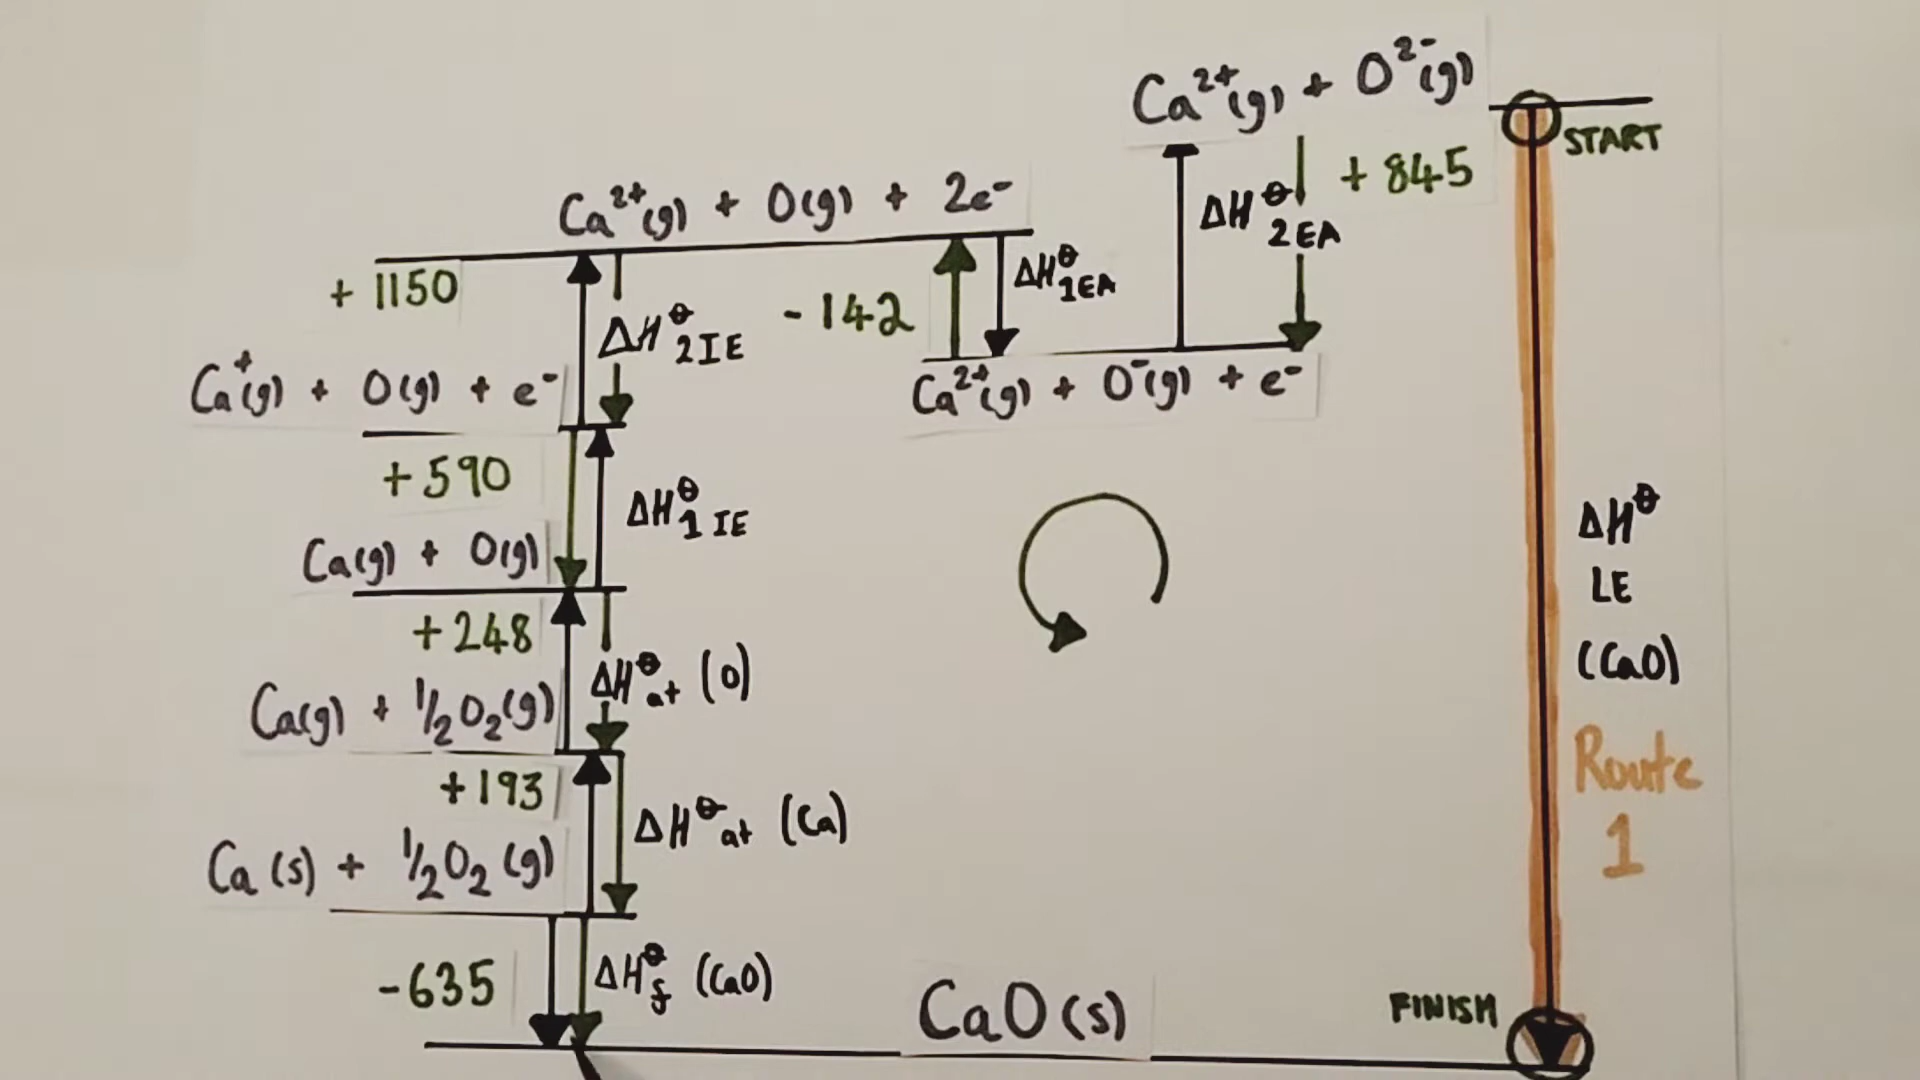 Ca²⁺(g) + O²⁻(g)
START
+ 845
ΔH^θ 2EA
Ca²⁺(g) + O(g) + 2e⁻
+ 1150
ΔH^θ 2IE
- 142
ΔH^θ 1EA
Ca⁺(g) + O(g) + e⁻
Ca²⁺(g) + O⁻(g) + e⁻
+ 590
ΔH^θ 1IE
Ca(g) + O(g)
ΔH^θ
LE
(CaO)
+ 248
ΔH^θ at (O)
Ca(g) + ½O₂(g)
Route
1
+ 193
ΔH^θ at (Ca)
Ca(s) + ½O₂(g)
- 635
ΔH^θ f (CaO)
CaO(s)
FINISH